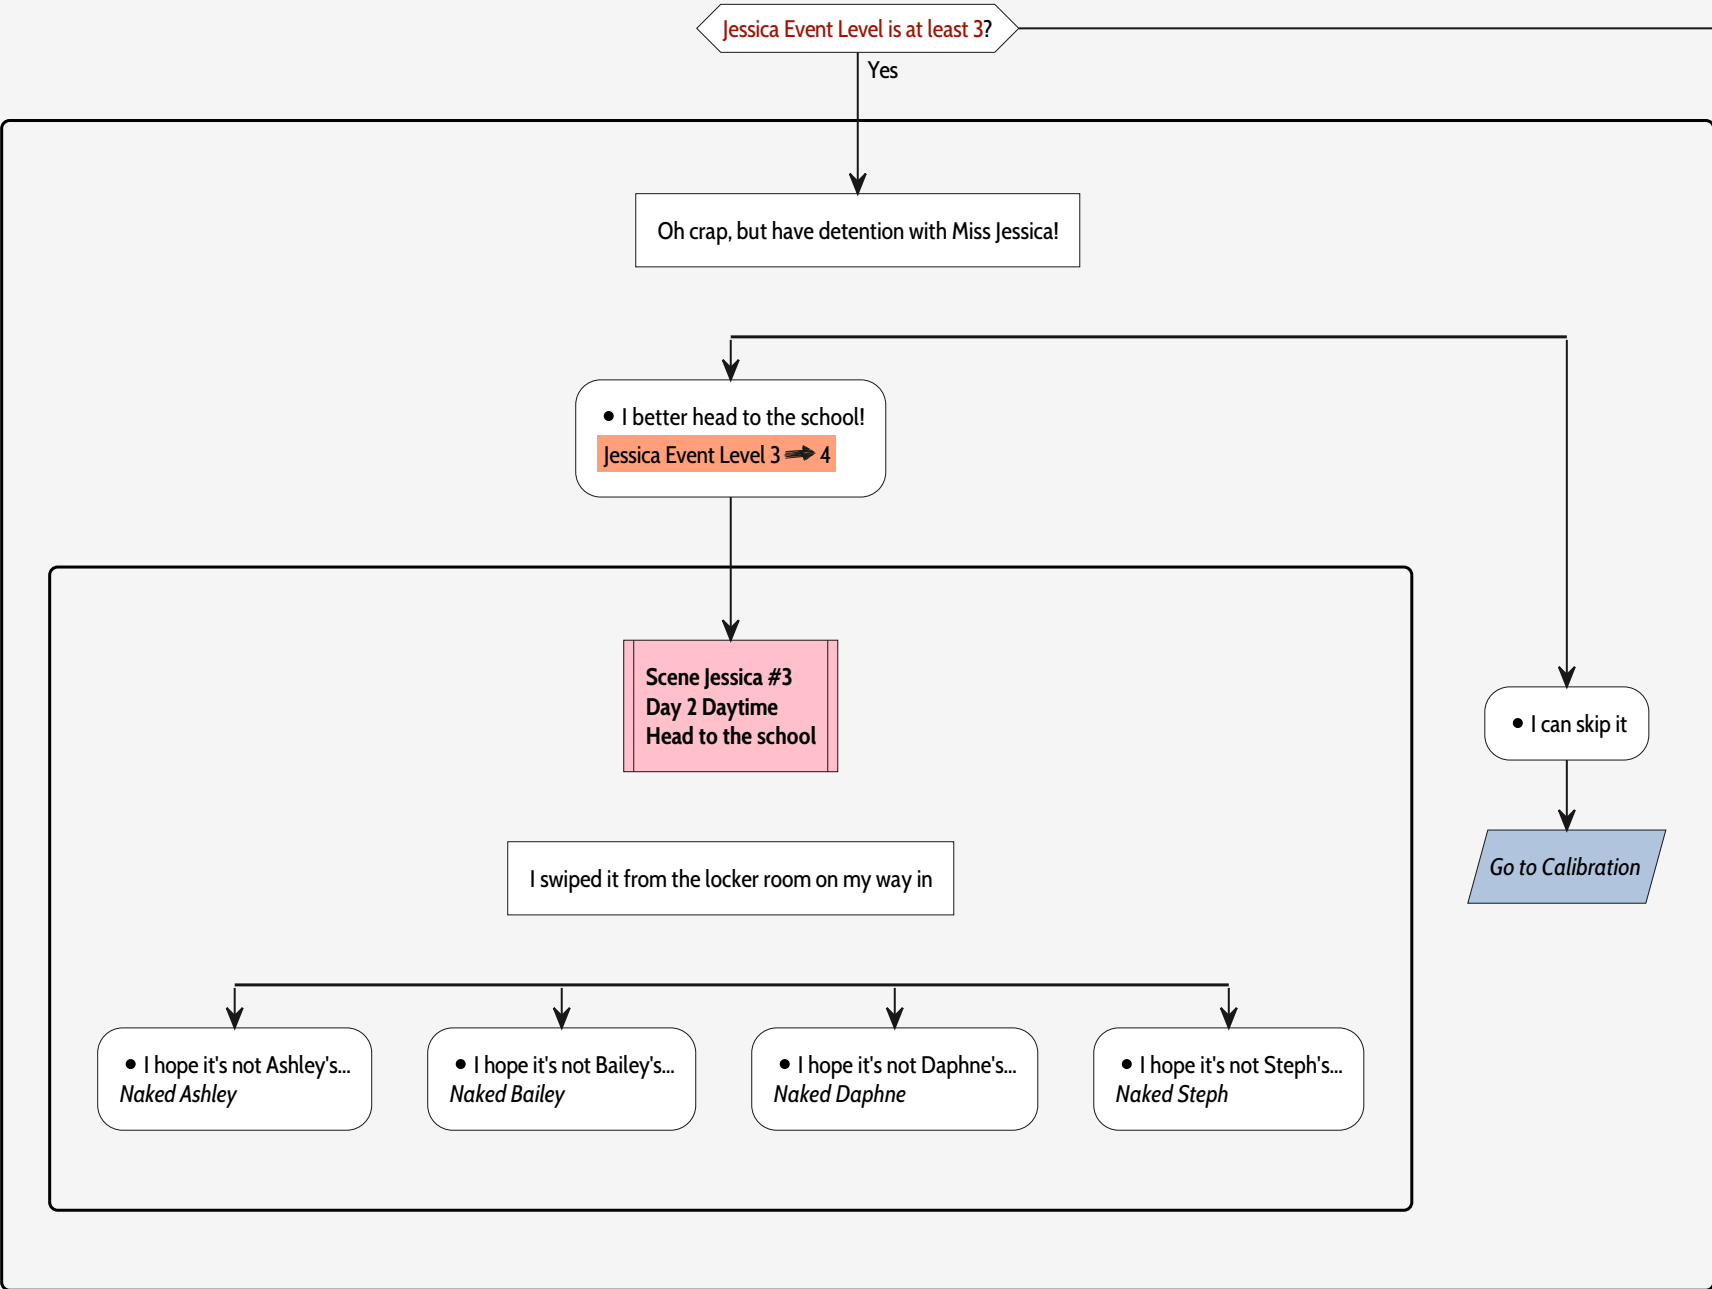 Jessica Event Level is at least 3?
Yes
Oh crap, but have detention with Miss Jessica!
• I better head to the school!
Jessica Event Level 3 ➠ 4
Scene Jessica #3
Day 2 Daytime
Head to the school
• I can skip it
Go to Calibration
I swiped it from the locker room on my way in
• I hope it's not Ashley's...
Naked Ashley
• I hope it's not Bailey's...
Naked Bailey
• I hope it's not Daphne's...
Naked Daphne
• I hope it's not Steph's...
Naked Steph